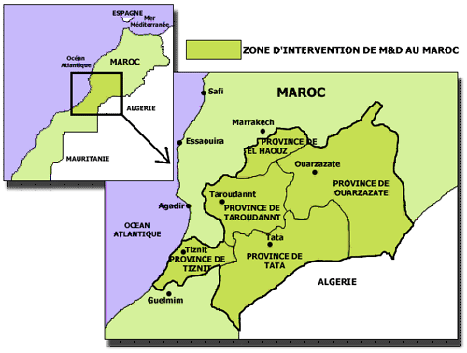 ESPAGNE
Mer
Méditerranée
Océan
Atlantique
MAROC
ALGERIE
MAURITANIE
ZONE D'INTERVENTION DE M&D AU MAROC
Safi
MAROC
Marrakech
Essaouira
PROVINCE DE
EL HAOUZ
Ouarzazate
PROVINCE DE
OUARZAZATE
Taroudannt
PROVINCE DE
TAROUDANNT
Agadir
OCEAN
ATLANTIQUE
Tata
PROVINCE DE
TATA
Tiznit
PROVINCE DE
TIZNIT
ALGERIE
Guelmim